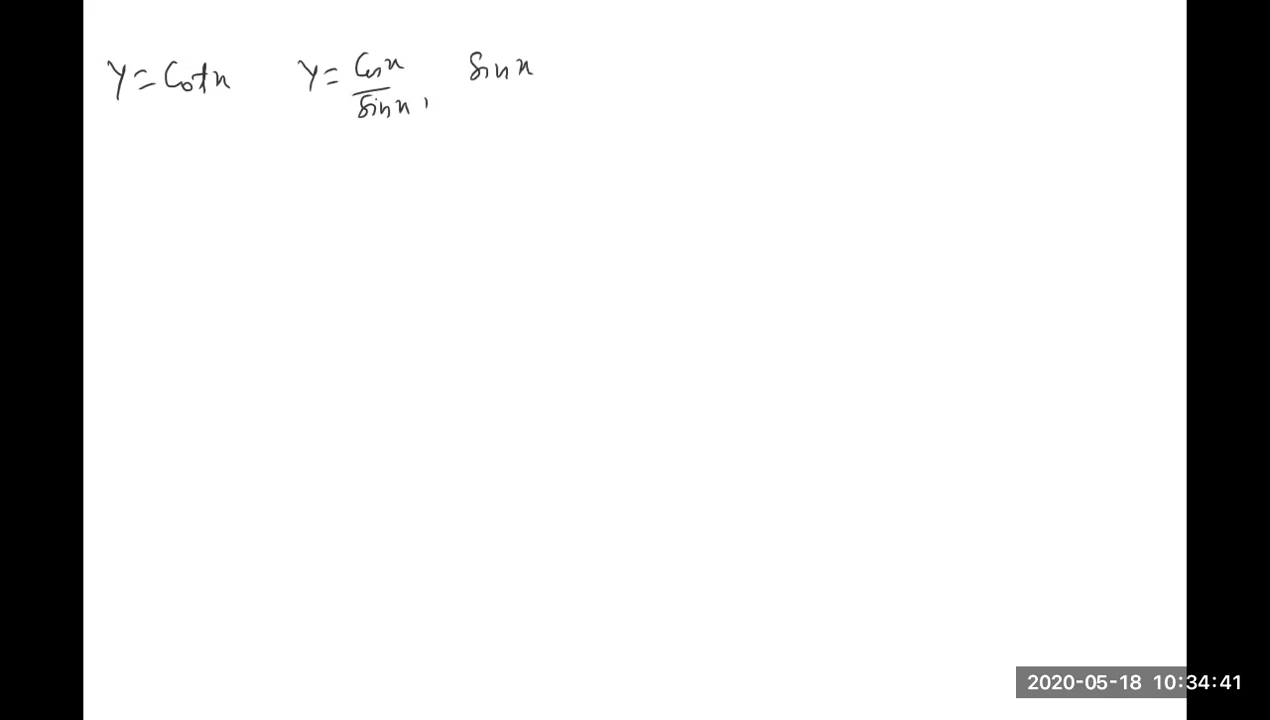 y = Cot x y = Cos x / Sin x , Sin x
2020-05-18 10:34:41